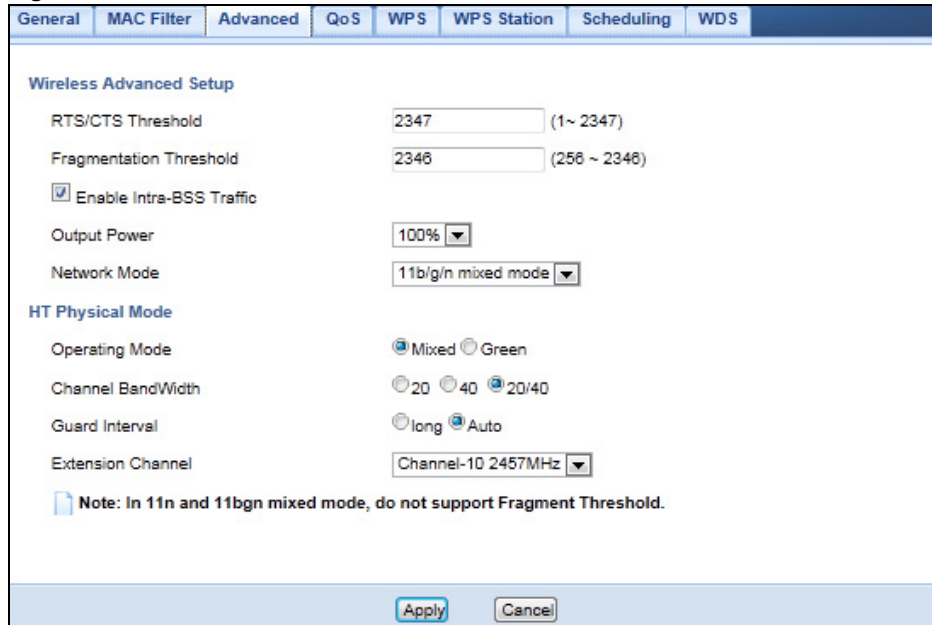 General MAC Filter Advanced QoS WPS WPS Station Scheduling WDS
Wireless Advanced Setup
RTS/CTS Threshold 2347 (1~ 2347)
Fragmentation Threshold 2346 (256 ~ 2346)
Enable Intra-BSS Traffic
Output Power 100%
Network Mode 11b/g/n mixed mode
HT Physical Mode
Operating Mode Mixed Green
Channel BandWidth 20 40 20/40
Guard Interval long Auto
Extension Channel Channel-10 2457MHz
Note: In 11n and 11bgn mixed mode, do not support Fragment Threshold.
Apply Cancel